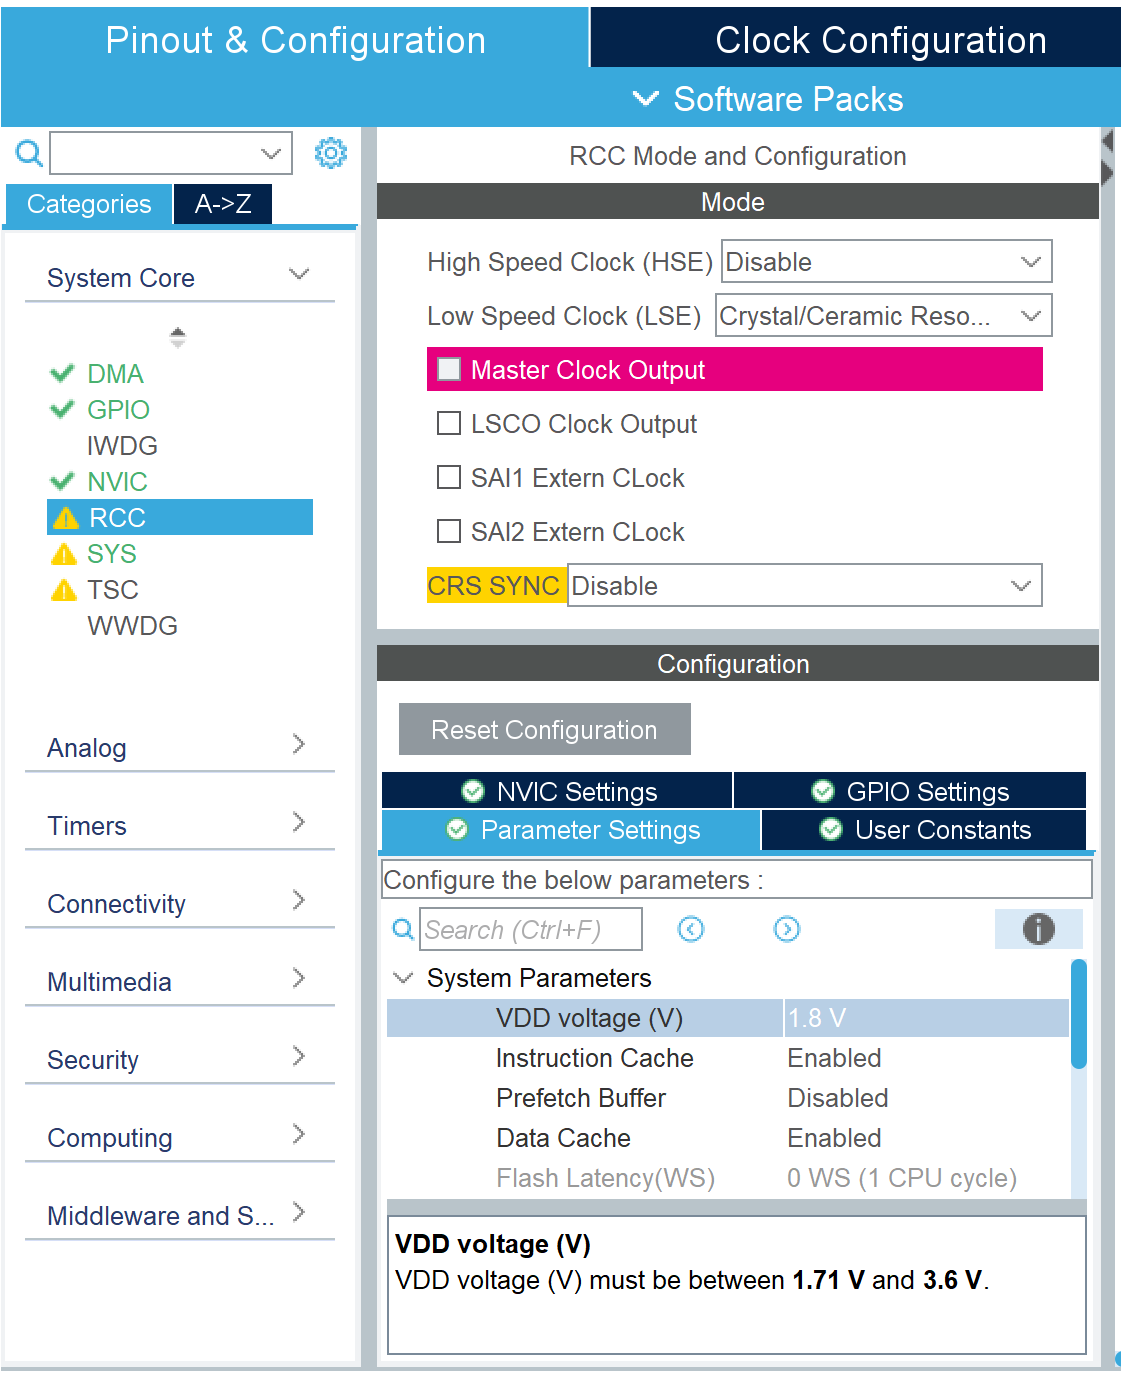 Pinout & Configuration
Clock Configuration
Software Packs
Categories
A->Z
System Core
DMA
GPIO
IWDG
NVIC
RCC
SYS
TSC
WWDG
Analog
Timers
Connectivity
Multimedia
Security
Computing
Middleware and S...
RCC Mode and Configuration
Mode
High Speed Clock (HSE) Disable
Low Speed Clock (LSE) Crystal/Ceramic Reso...
Master Clock Output
LSCO Clock Output
SAI1 Extern CLock
SAI2 Extern CLock
CRS SYNC Disable
Configuration
Reset Configuration
NVIC Settings
GPIO Settings
Parameter Settings
User Constants
Configure the below parameters :
Search (Ctrl+F)
System Parameters
VDD voltage (V) 1.8 V
Instruction Cache Enabled
Prefetch Buffer Disabled
Data Cache Enabled
Flash Latency(WS) 0 WS (1 CPU cycle)
VDD voltage (V)
VDD voltage (V) must be between 1.71 V and 3.6 V.